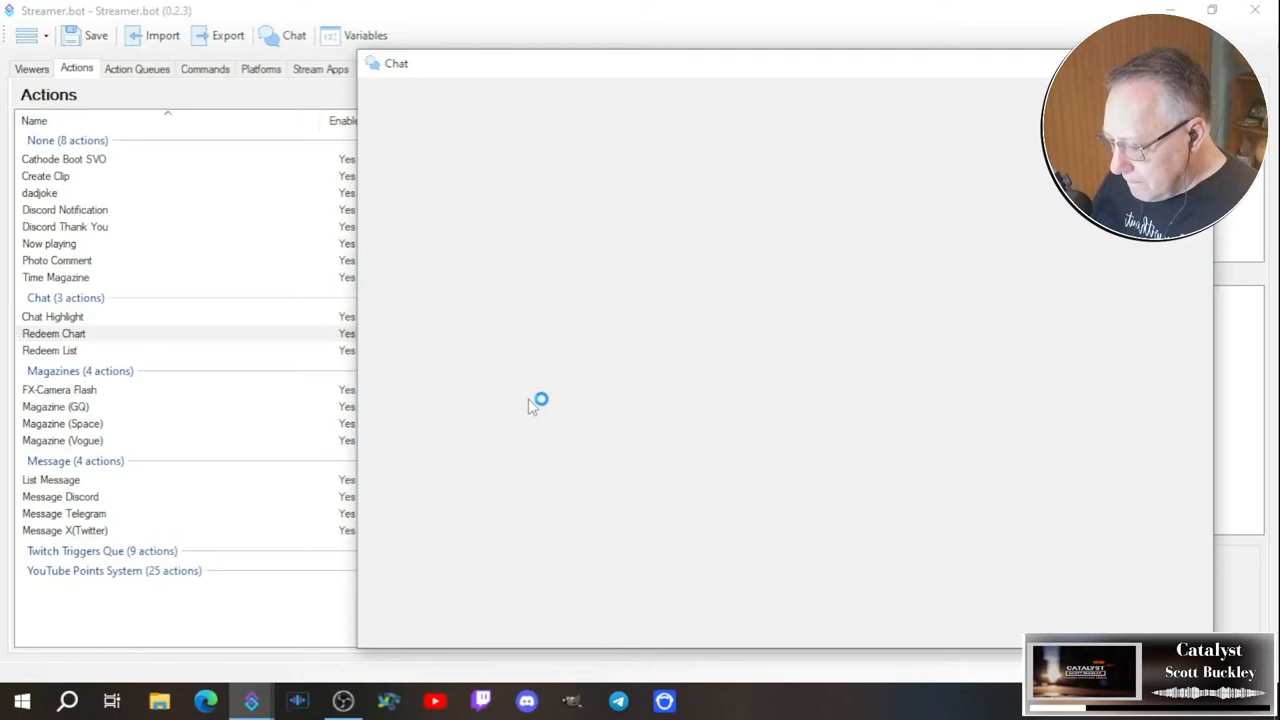 Streamer.bot - Streamer.bot (0.2.3)
Save Import Export Chat Variables
Viewers Actions Action Queues Commands Platforms Stream Apps
Chat
Actions
Name Enable
None (8 actions)
Cathode Boot SVO Yes
Create Clip Yes
dadjoke Yes
Discord Notification Yes
Discord Thank You Yes
Now playing Yes
Photo Comment Yes
Time Magazine Yes
Chat (3 actions)
Chat Highlight Yes
Redeem Chart Yes
Redeem List Yes
Magazines (4 actions)
FX-Camera Flash Yes
Magazine (GQ) Yes
Magazine (Space) Yes
Magazine (Vogue) Yes
Message (4 actions)
List Message Yes
Message Discord Yes
Message Telegram Yes
Message X(Twitter) Yes
Twitch Triggers Que (9 actions)
YouTube Points System (25 actions)
Catalyst
Scott Buckley
CATALYST